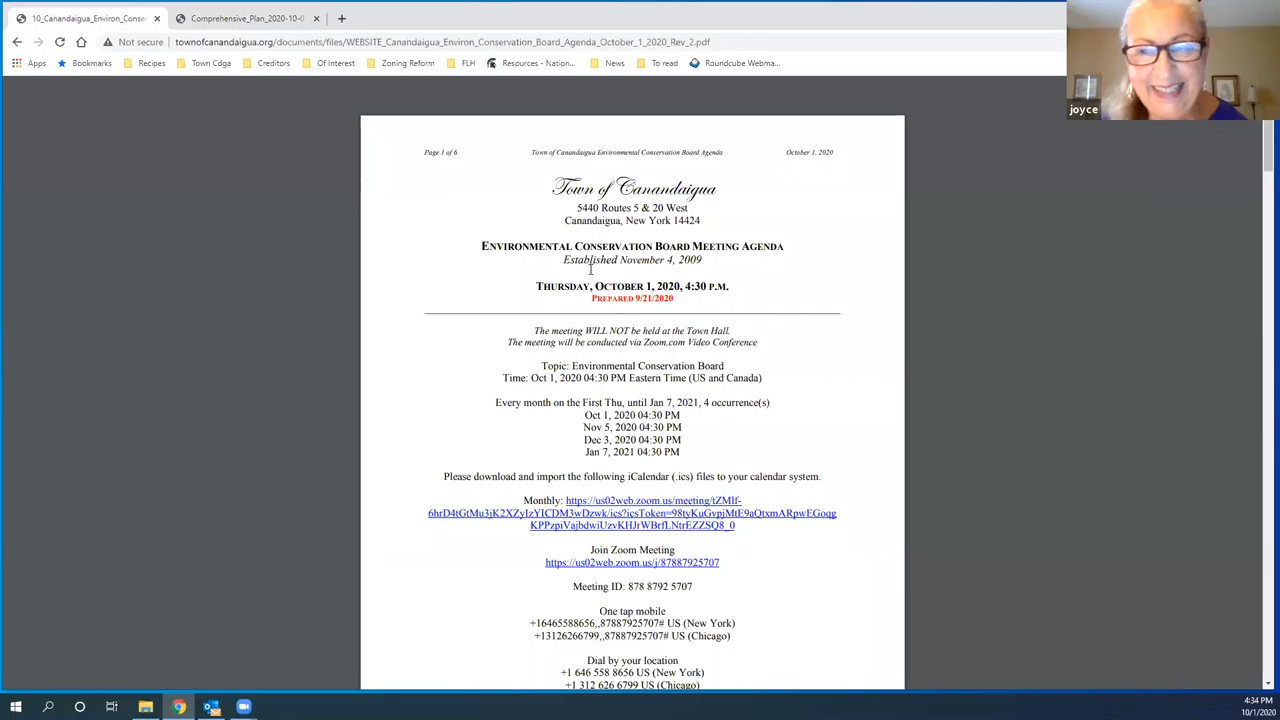 10_Canandaigua_Environ_Conse
Comprehensive_Plan_2020-10-0
Not secure
townofcanandaigua.org/documents/files/WEBSITE_Canandaigua_Environ_Conservation_Board_Agenda_October_1_2020_Rev_2.pdf
Apps Bookmarks Recipes Town Cdga Creditors Of Interest Zoning Reform FLH Resources - Nation... News To read Roundcube Webma...
joyce
Page 1 of 6 Town of Canandaigua Environmental Conservation Board Agenda October 1, 2020
Town of Canandaigua
5440 Routes 5 & 20 West
Canandaigua, New York 14424
ENVIRONMENTAL CONSERVATION BOARD MEETING AGENDA
Established November 4, 2009
THURSDAY, OCTOBER 1, 2020, 4:30 P.M.
PREPARED 9/21/2020
The meeting WILL NOT be held at the Town Hall.
The meeting will be conducted via Zoom.com Video Conference
Topic: Environmental Conservation Board
Time: Oct 1, 2020 04:30 PM Eastern Time (US and Canada)
Every month on the First Thu, until Jan 7, 2021, 4 occurrence(s)
Oct 1, 2020 04:30 PM
Nov 5, 2020 04:30 PM
Dec 3, 2020 04:30 PM
Jan 7, 2021 04:30 PM
Please download and import the following iCalendar (.ics) files to your calendar system.
Monthly: https://us02web.zoom.us/meeting/tZMlf-
6hrD4tGtMu3jK2XZyIzYICDM3wDzwk/ics?icsToken=98tyKuGvpjMtE9aQtxmARpwEGoqg
KPPzpiVajbdwiUzvKHJrWBrfLNtrEZZSQ8_0
Join Zoom Meeting
https://us02web.zoom.us/j/87887925707
Meeting ID: 878 8792 5707
One tap mobile
+16465588656,,87887925707# US (New York)
+13126266799,,87887925707# US (Chicago)
Dial by your location
+1 646 558 8656 US (New York)
+1 312 626 6799 US (Chicago)
4:34 PM
10/1/2020